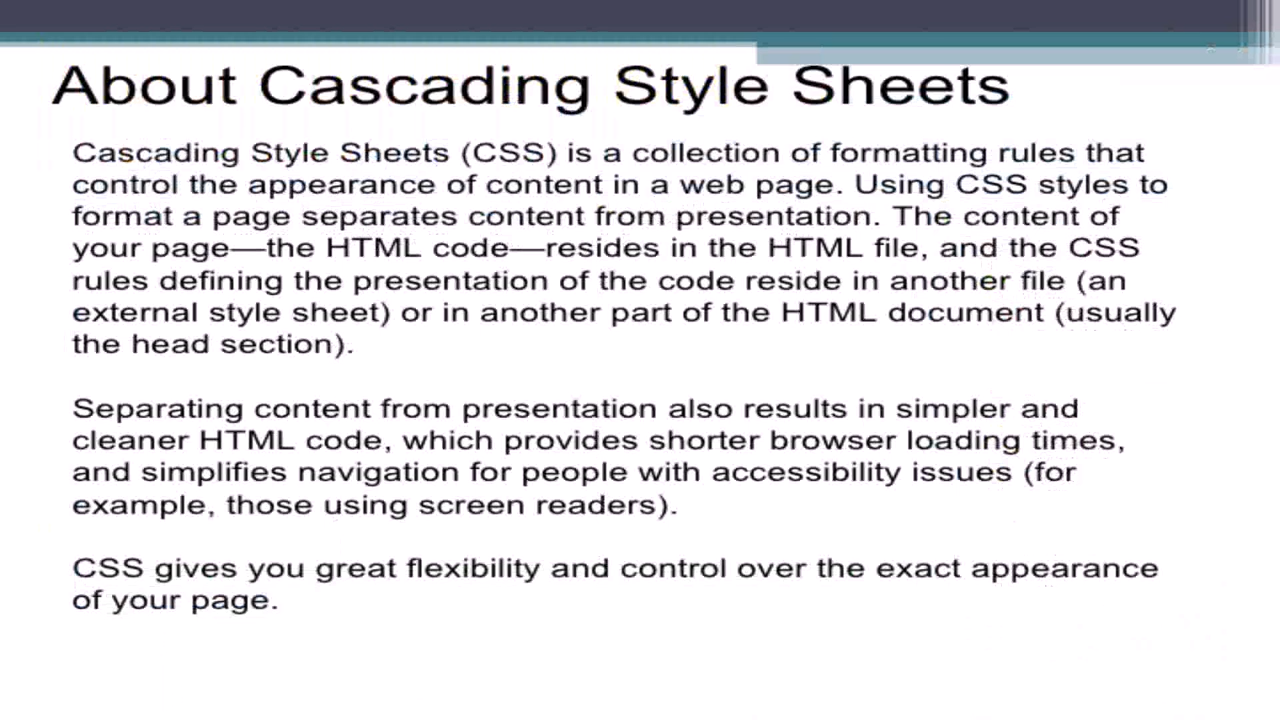 About Cascading Style Sheets
Cascading Style Sheets (CSS) is a collection of formatting rules that
control the appearance of content in a web page. Using CSS styles to
format a page separates content from presentation. The content of
your page—the HTML code—resides in the HTML file, and the CSS
rules defining the presentation of the code reside in another file (an
external style sheet) or in another part of the HTML document (usually
the head section).
Separating content from presentation also results in simpler and
cleaner HTML code, which provides shorter browser loading times,
and simplifies navigation for people with accessibility issues (for
example, those using screen readers).
CSS gives you great flexibility and control over the exact appearance
of your page.